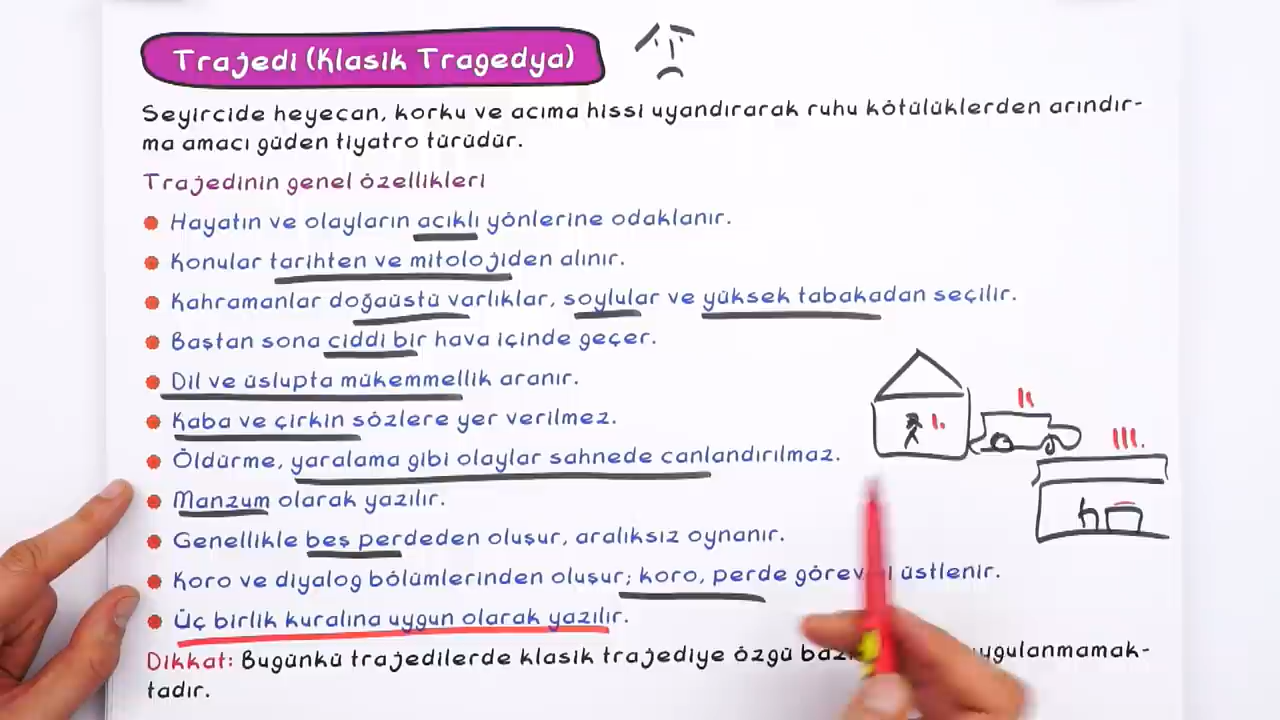 Trajedi (Klasik Tragedya)
Seyircide heyecan, korku ve acıma hissi uyandırarak ruhu kötülüklerden arındır-
ma amacı güden tiyatro türüdür.
Trajedinin genel özellikleri
Hayatın ve olayların acıklı yönlerine odaklanır.
Konular tarihten ve mitolojiden alınır.
Kahramanlar doğaüstü varlıklar, soylular ve yüksek tabakadan seçilir.
Baştan sona ciddi bir hava içinde geçer.
Dil ve üslupta mükemmellik aranır.
Kaba ve çirkin sözlere yer verilmez.
I.
II
III.
Öldürme, yaralama gibi olaylar sahnede canlandırılmaz.
Manzum olarak yazılır.
Genellikle beş perdeden oluşur, aralıksız oynanır.
Koro ve diyalog bölümlerinden oluşur; koro, perde üstlenir.
Üç birlik kuralına uygun olarak yazılır.
Dikkat: Bugünkü trajedilerde klasik trajediye özgü
tadır.